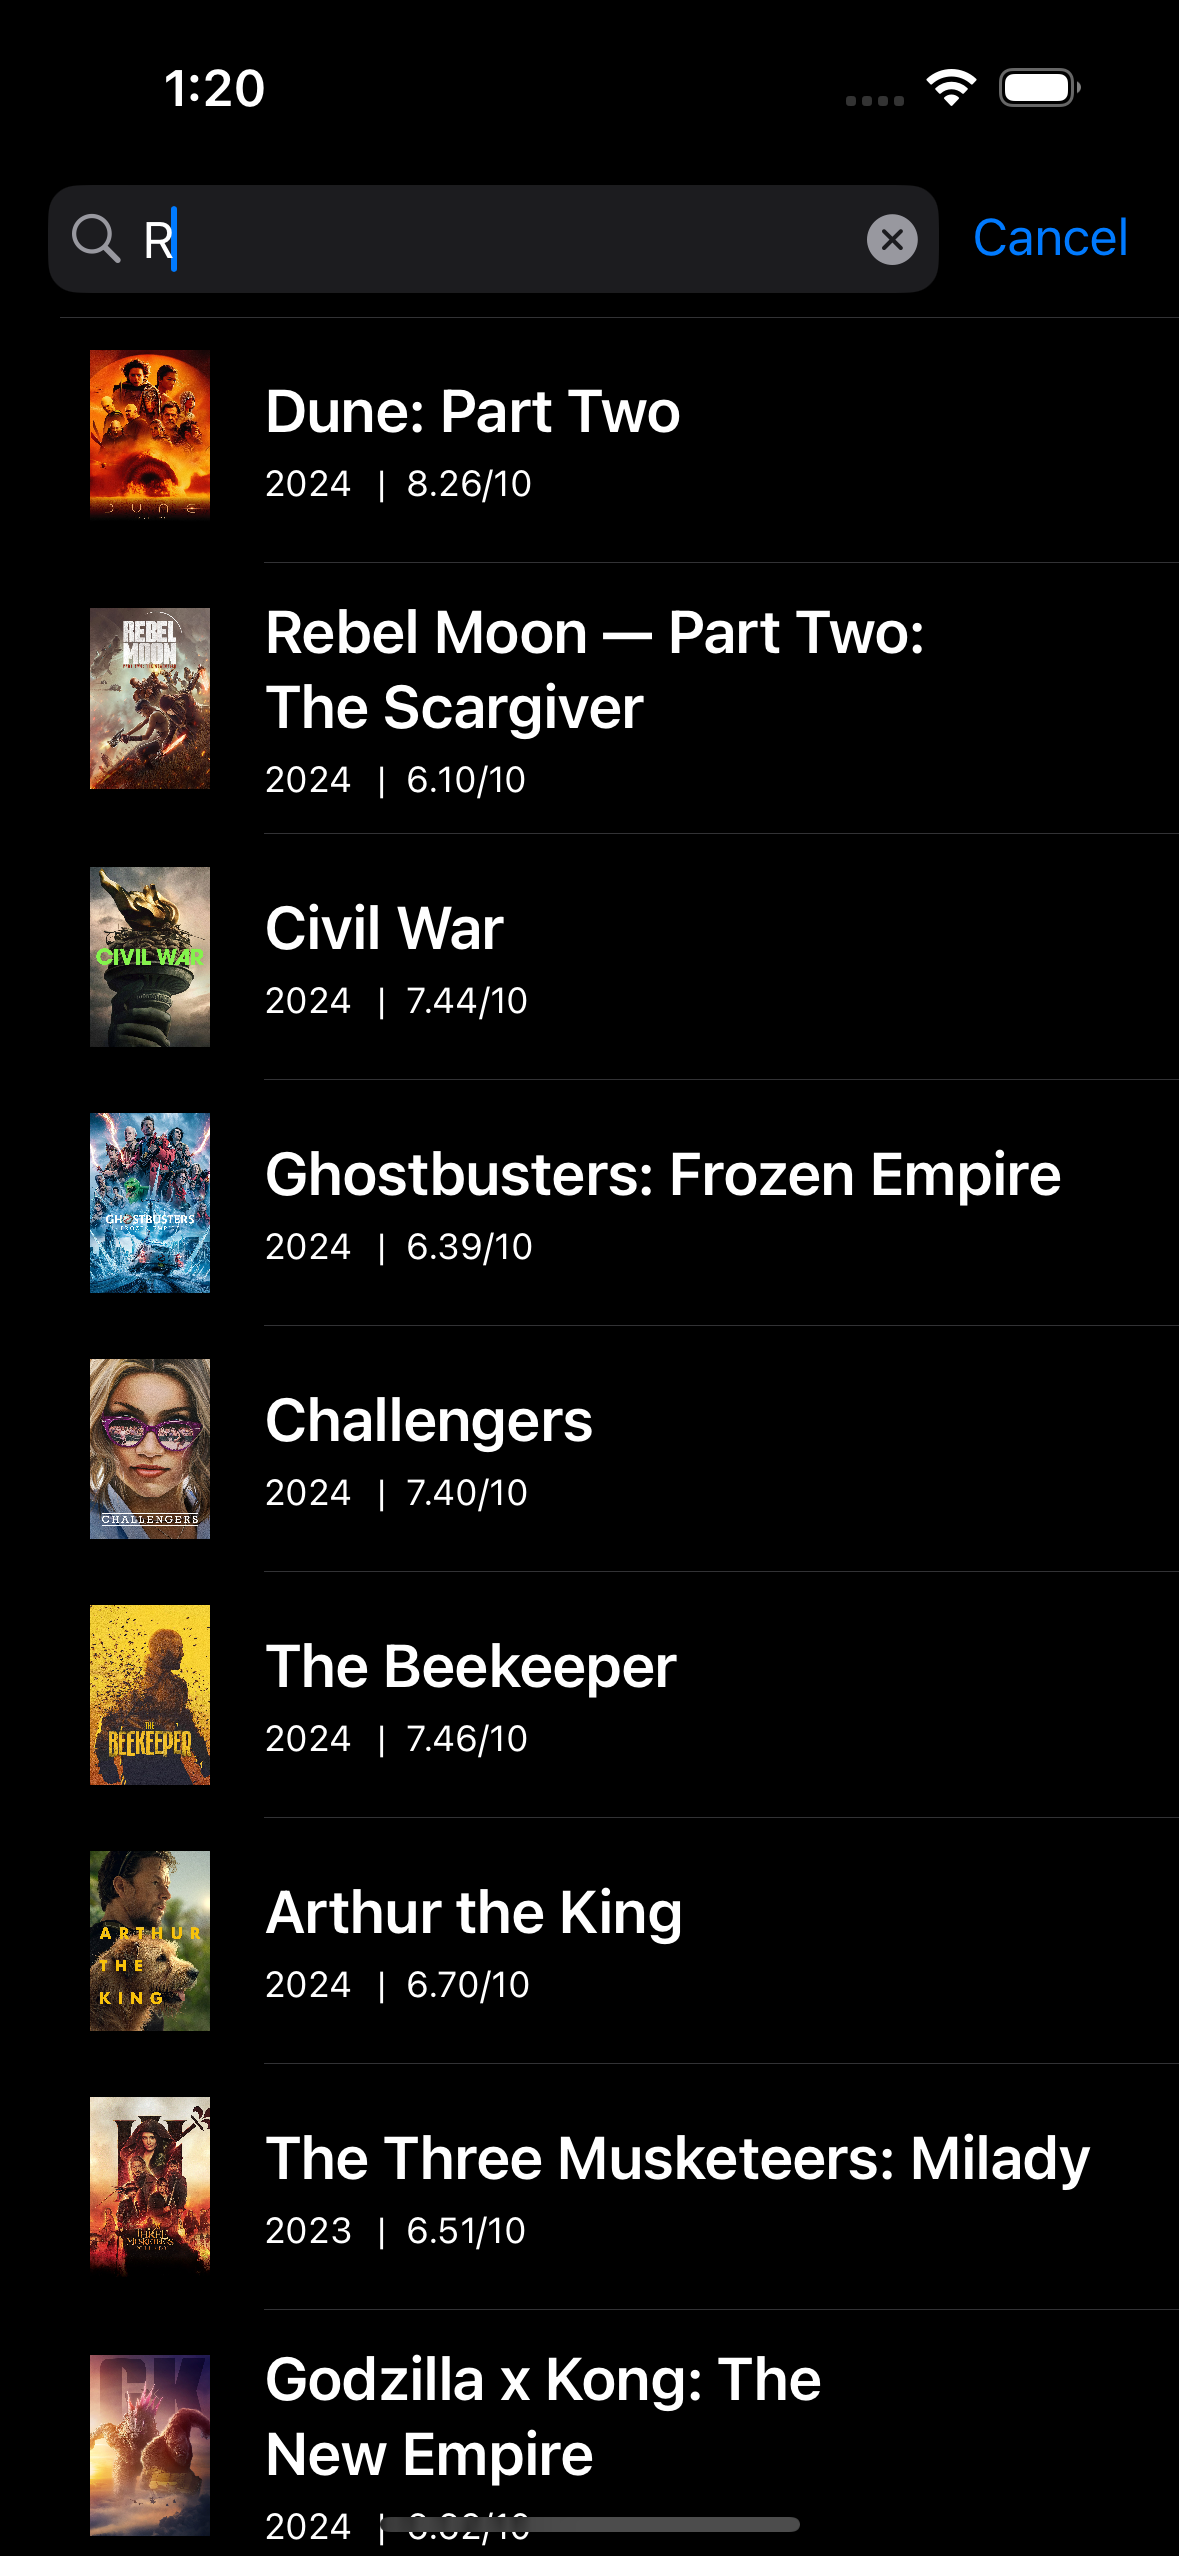 1:20
R
Cancel
DUNE
Dune: Part Two
2024 | 8.26/10
REBEL
MOON
Rebel Moon — Part Two:
The Scargiver
2024 | 6.10/10
CIVIL WAR
Civil War
2024 | 7.44/10
GHOSTBUSTERS
Ghostbusters: Frozen Empire
2024 | 6.39/10
CHALLENGERS
Challengers
2024 | 7.40/10
THE
BEEKEEPER
The Beekeeper
2024 | 7.46/10
ARTHUR
THE
KING
Arthur the King
2024 | 6.70/10
THREE
MUSKETEERS
The Three Musketeers: Milady
2023 | 6.51/10
GK
Godzilla x Kong: The
New Empire
2024 |